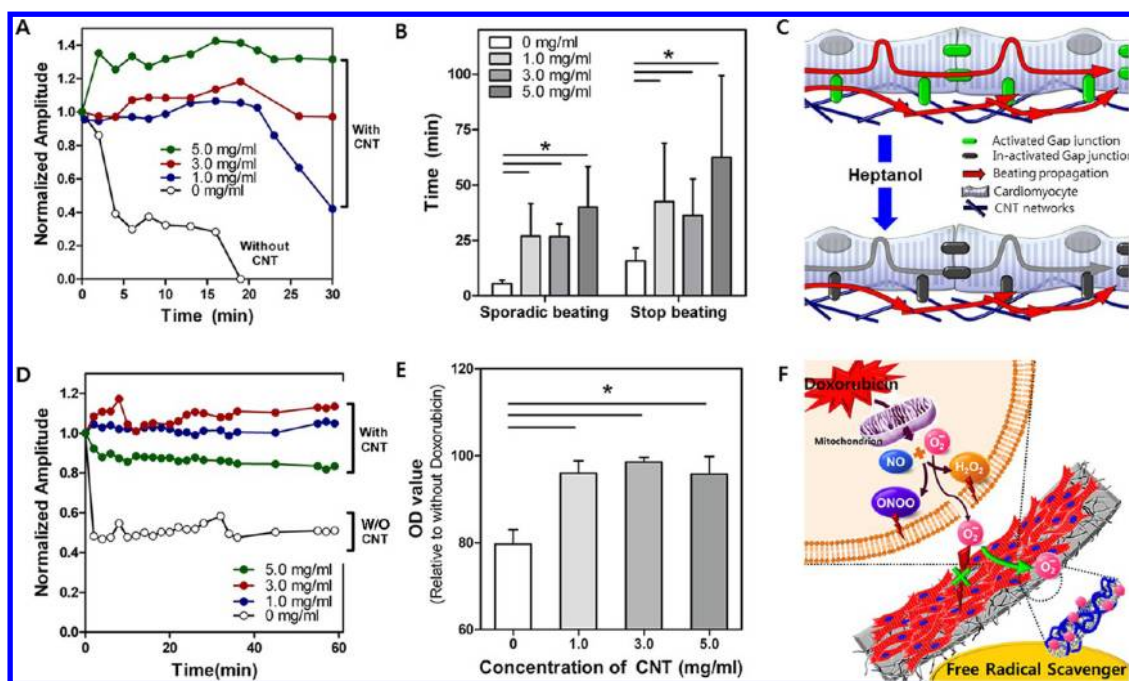 A
Normalized Amplitude
1.4
1.2
1.0
0.8
0.6
0.4
0.2
0.0
5.0 mg/ml
3.0 mg/ml
1.0 mg/ml
0 mg/ml
With
CNT
Without
CNT
0 5 10 15 20 25 30
Time (min)
B
0 mg/ml
1.0 mg/ml
3.0 mg/ml
5.0 mg/ml
*
*
Time (min)
100
75
50
25
0
Sporadic beating Stop beating
C
Activated Gap junction
In-activated Gap junction
Beating propagation
Cardiomyocyte
CNT networks
Heptanol
D
Normalized Amplitude
1.2
1.0
0.8
0.6
0.4
0.2
0.0
With
CNT
W/O
CNT
5.0 mg/ml
3.0 mg/ml
1.0 mg/ml
0 mg/ml
0 20 40 60
Time(min)
E
OD value
(Relative to without Doxorubicin)
120
100
80
60
*
0 1.0 3.0 5.0
Concentration of CNT (mg/ml)
F
Doxorubicin
Mitochondrion
O2-
NO
H2O2
ONOO
O2-
O2-
Free Radical Scavenger